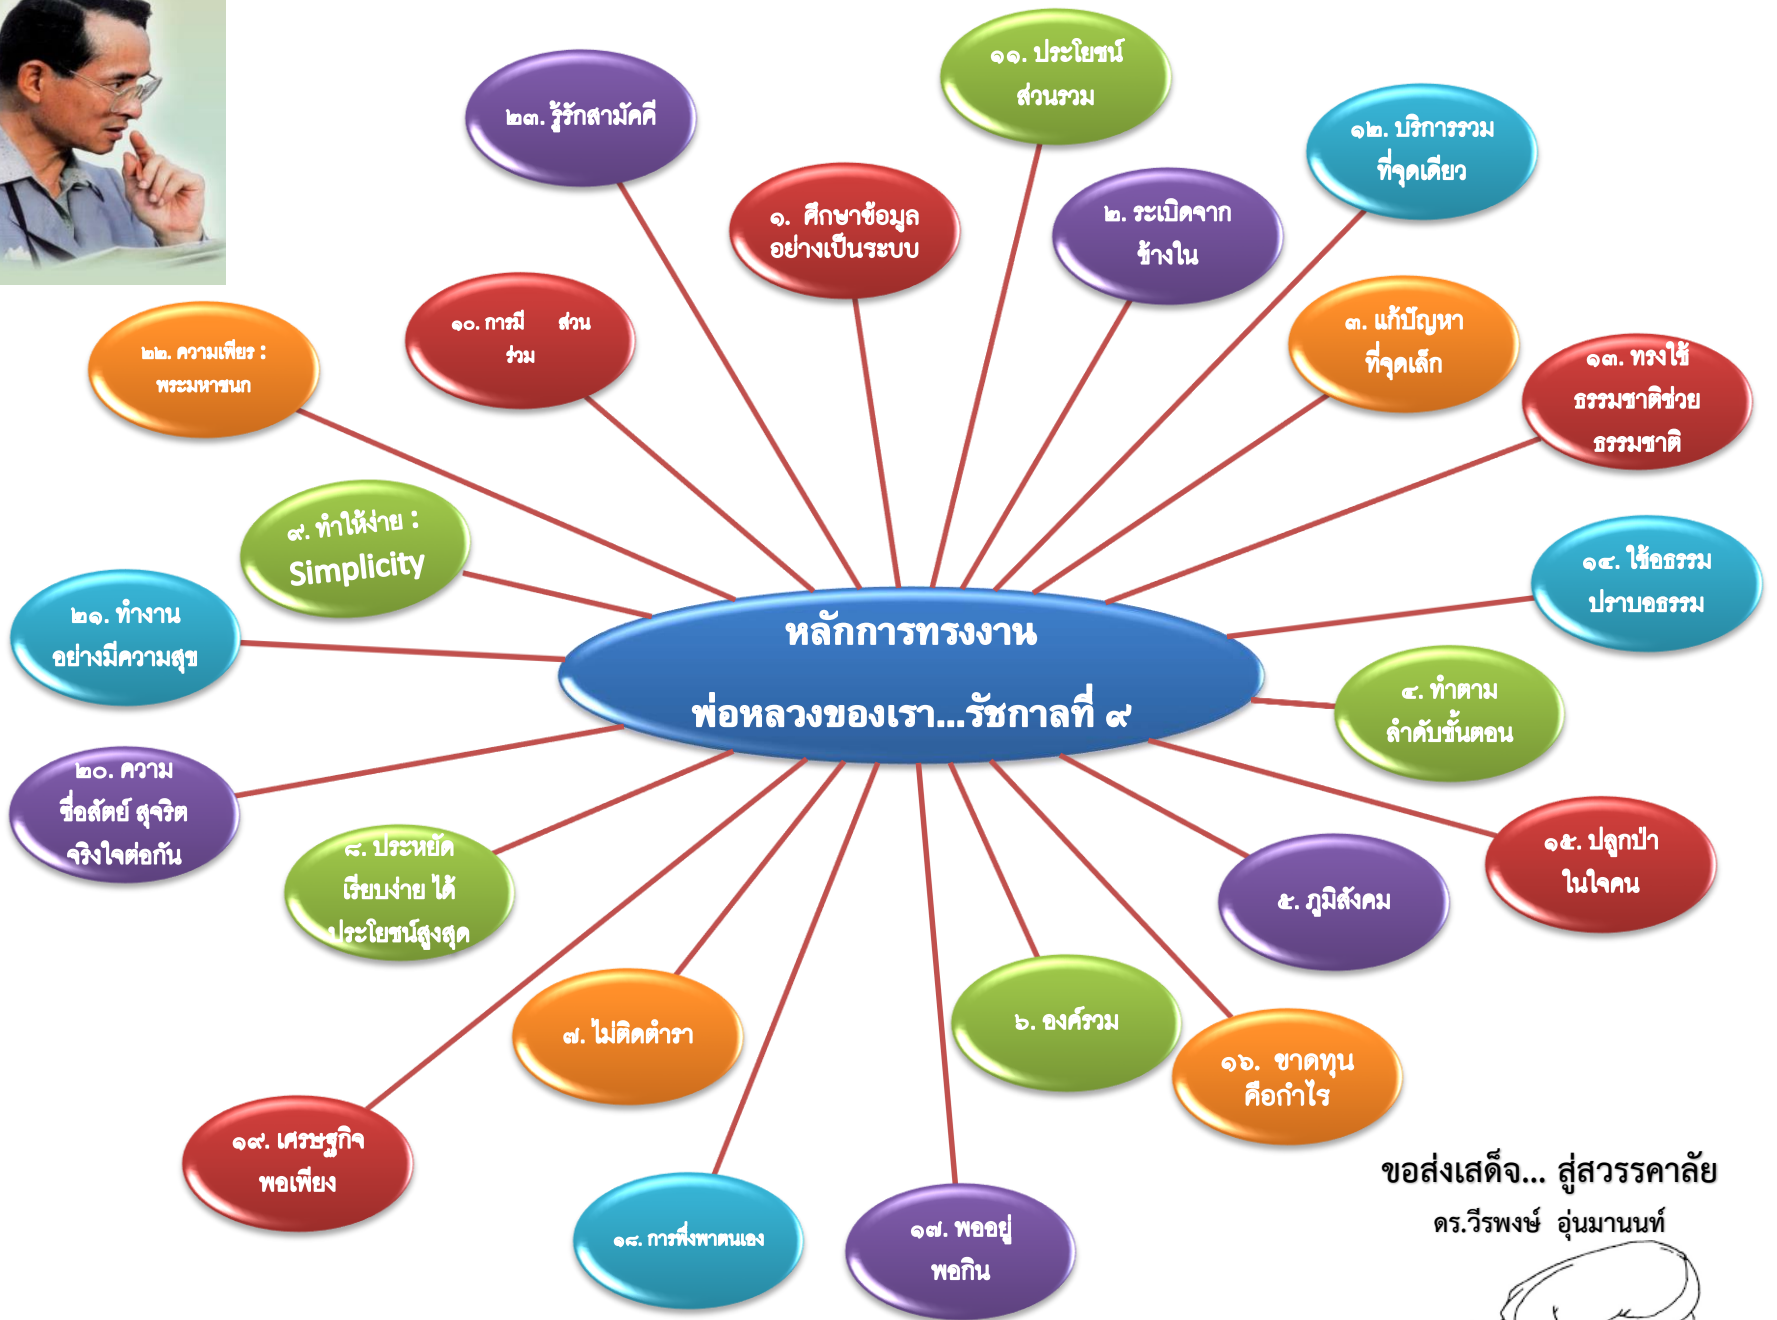 ๑๑. ประโยชน์
ส่วนรวม
๒๓. รู้รักสามัคคี
๑๒. บริการรวม
ที่จุดเดียว
๑. ศึกษาข้อมูล
อย่างเป็นระบบ
๒. ระเบิดจาก
ข้างใน
๑๐. การมี ส่วน
ร่วม
๓. แก้ปัญหา
ที่จุดเล็ก
๒๒. ความเพียร :
พระมหาชนก
๑๓. ทรงใช้
ธรรมชาติช่วย
ธรรมชาติ
๙. ทำให้ง่าย :
Simplicity
๑๔. ใช้อธรรม
ปราบอธรรม
๒๑. ทำงาน
อย่างมีความสุข
หลักการทรงงาน
พ่อหลวงของเรา...รัชกาลที่ ๙
๔. ทำตาม
ลำดับขั้นตอน
๒๐. ความ
ซื่อสัตย์ สุจริต
จริงใจต่อกัน
๘. ประหยัด
เรียบง่าย ได้
ประโยชน์สูงสุด
๑๕. ปลูกป่า
ในใจคน
๕. ภูมิสังคม
๗. ไม่ติดตำรา
๖. องค์รวม
๑๖. ขาดทุน
คือกำไร
๑๙. เศรษฐกิจ
พอเพียง
๑๘. การพึ่งพาตนเอง
๑๗. พออยู่
พอกิน
ขอส่งเสด็จ... สู่สวรรคาลัย
ดร.วีรพงษ์ อุ่นมานนท์